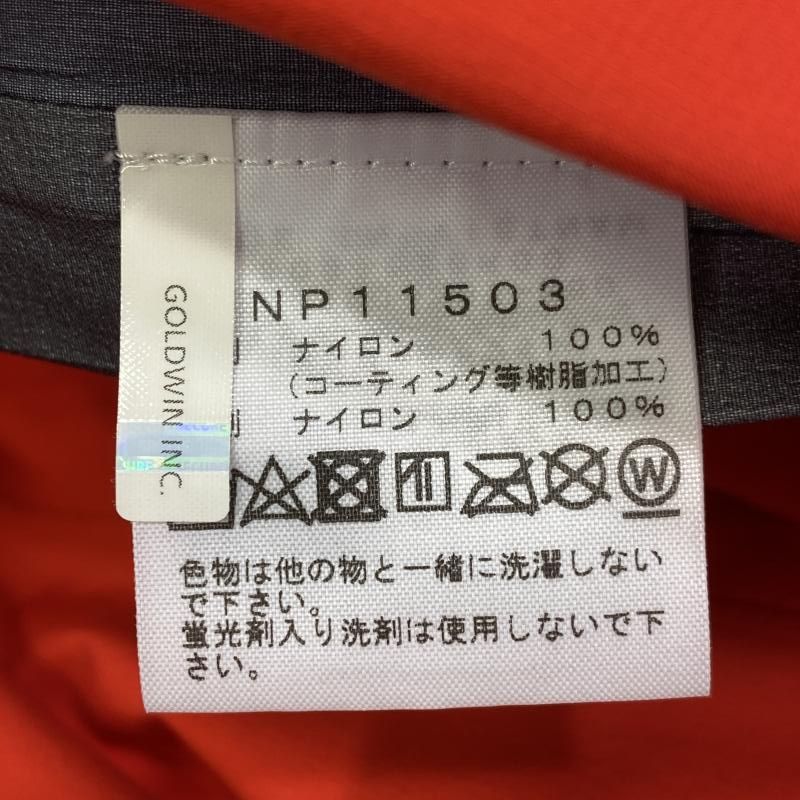 NP11503
ナイロン 100%
(コーティング等樹脂加工)
ナイロン 100%
GOLDWIN INC.
W
色物は他の物と一緒に洗濯しない
で下さい。
蛍光剤入り洗剤は使用しないで下
さい。